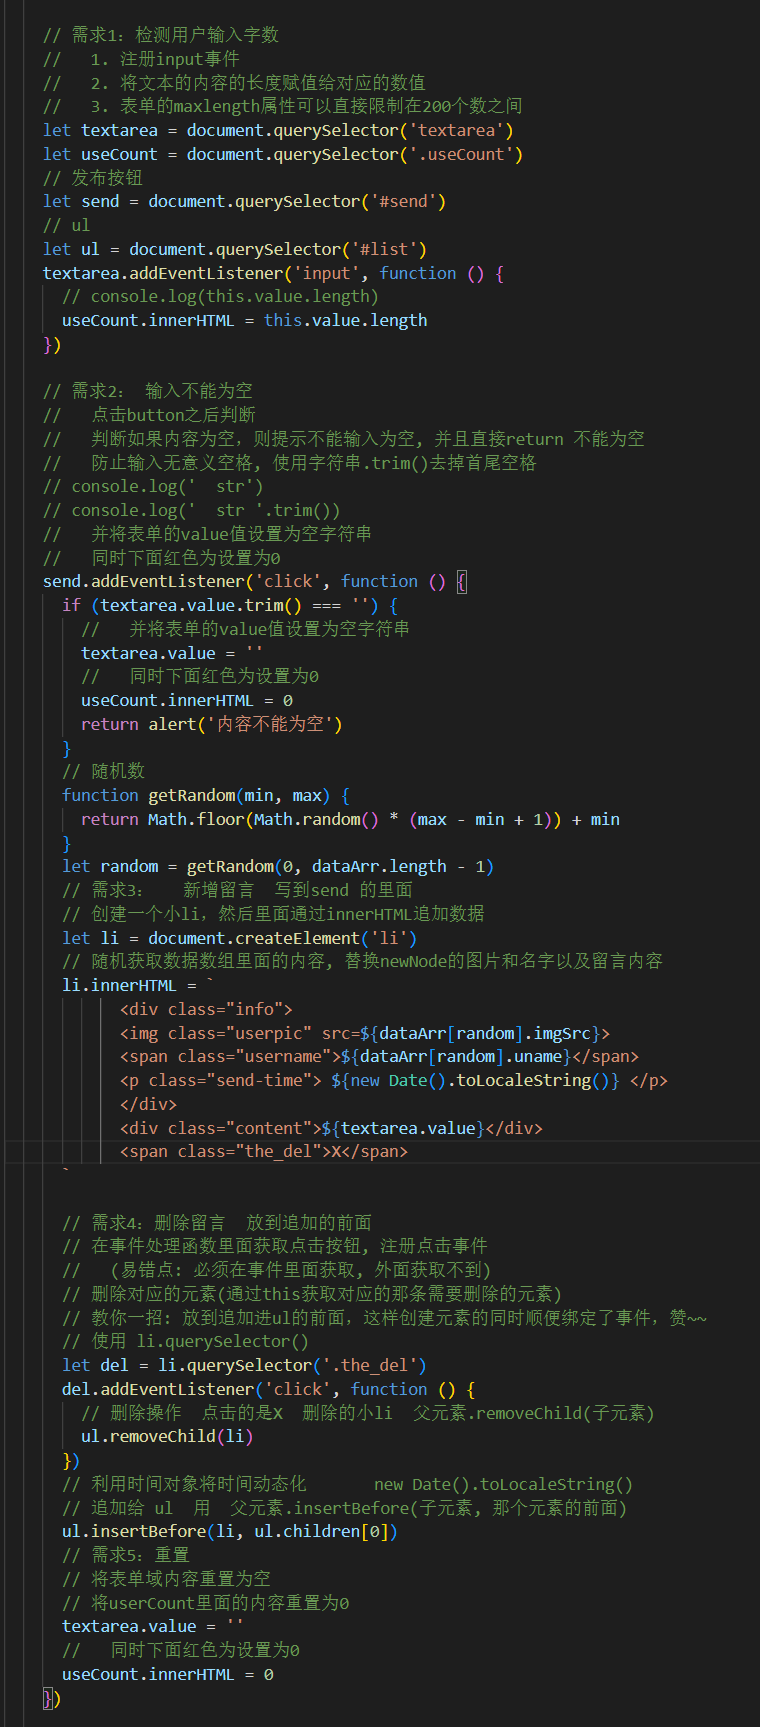 // 需求1：检测用户输入字数
//   1. 注册input事件
//   2. 将文本的内容的长度赋值给对应的数值
//   3. 表单的maxlength属性可以直接限制在200个数之间
let textarea = document.querySelector('textarea')
let useCount = document.querySelector('.useCount')
// 发布按钮
let send = document.querySelector('#send')
// ul
let ul = document.querySelector('#list')
textarea.addEventListener('input', function () {
  // console.log(this.value.length)
  useCount.innerHTML = this.value.length
})
// 需求2： 输入不能为空
//   点击button之后判断
//   判断如果内容为空，则提示不能输入为空, 并且直接return 不能为空
//   防止输入无意义空格, 使用字符串.trim()去掉首尾空格
// console.log('  str')
// console.log('  str '.trim())
//   并将表单的value值设置为空字符串
//   同时下面红色为设置为0
send.addEventListener('click', function () {
  if (textarea.value.trim() === '') {
    //   并将表单的value值设置为空字符串
    textarea.value = ''
    //   同时下面红色为设置为0
    useCount.innerHTML = 0
    return alert('内容不能为空')
  }
  // 随机数
  function getRandom(min, max) {
    return Math.floor(Math.random() * (max - min + 1)) + min
  }
  let random = getRandom(0, dataArr.length - 1)
  // 需求3：   新增留言  写到send 的里面
  // 创建一个小li，然后里面通过innerHTML追加数据
  let li = document.createElement('li')
  // 随机获取数据数组里面的内容, 替换newNode的图片和名字以及留言内容
  li.innerHTML = `
        <div class="info">
        <img class="userpic" src=${dataArr[random].imgSrc}>
        <span class="username">${dataArr[random].uname}</span>
        <p class="send-time"> ${new Date().toLocaleString()} </p>
        </div>
        <div class="content">${textarea.value}</div>
        <span class="the_del">X</span>
  `
  // 需求4：删除留言  放到追加的前面
  // 在事件处理函数里面获取点击按钮, 注册点击事件
  //   (易错点: 必须在事件里面获取, 外面获取不到)
  // 删除对应的元素(通过this获取对应的那条需要删除的元素)
  // 教你一招: 放到追加进ul的前面，这样创建元素的同时顺便绑定了事件，赞~~
  // 使用 li.querySelector()
  let del = li.querySelector('.the_del')
  del.addEventListener('click', function () {
    // 删除操作  点击的是X  删除的小li  父元素.removeChild(子元素)
    ul.removeChild(li)
  })
  // 利用时间对象将时间动态化       new Date().toLocaleString()
  // 追加给 ul  用  父元素.insertBefore(子元素, 那个元素的前面)
  ul.insertBefore(li, ul.children[0])
  // 需求5：重置
  // 将表单域内容重置为空
  // 将userCount里面的内容重置为0
  textarea.value = ''
  //   同时下面红色为设置为0
  useCount.innerHTML = 0
})